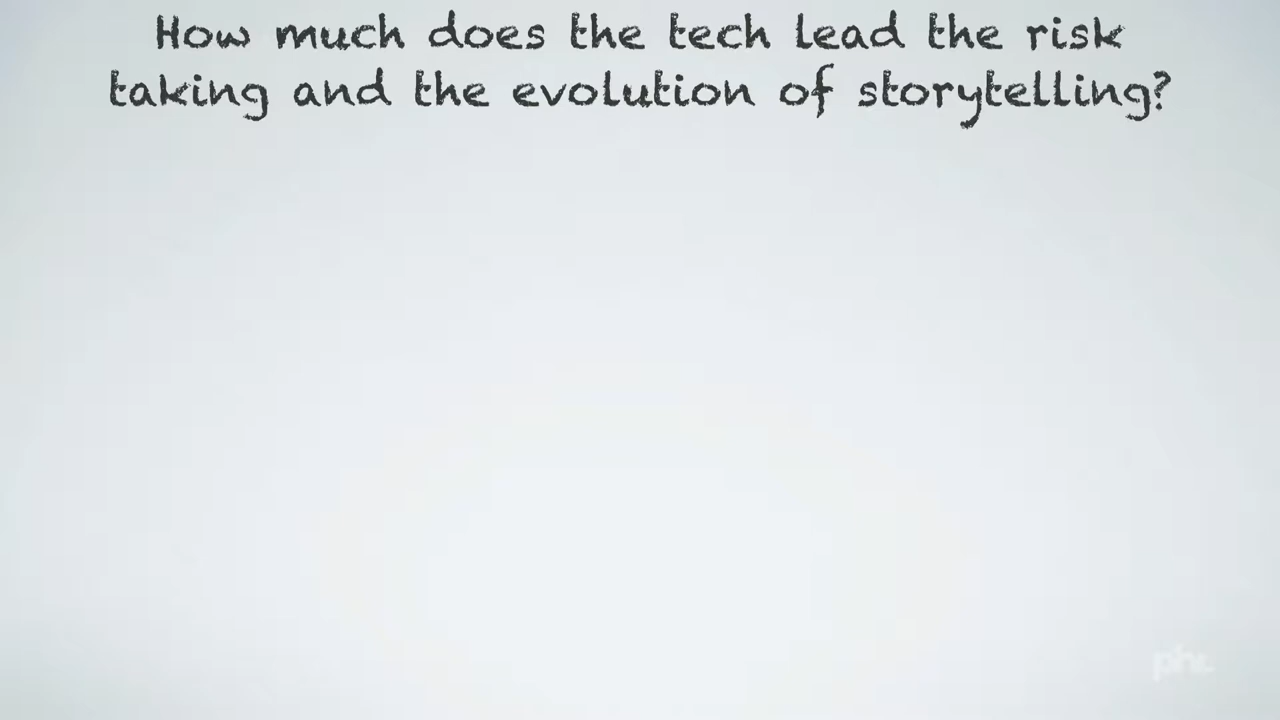 How much does the tech lead the risk
taking and the evolution of storytelling?